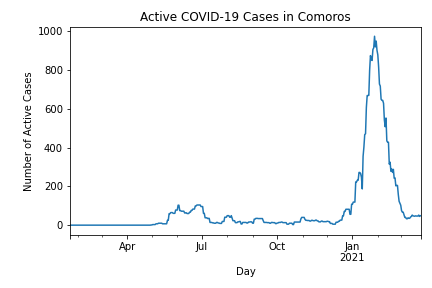 Active COVID-19 Cases in Comoros
1000
800
600
400
200
0
Number of Active Cases
Apr
Jul
Oct
Jan
2021
Day